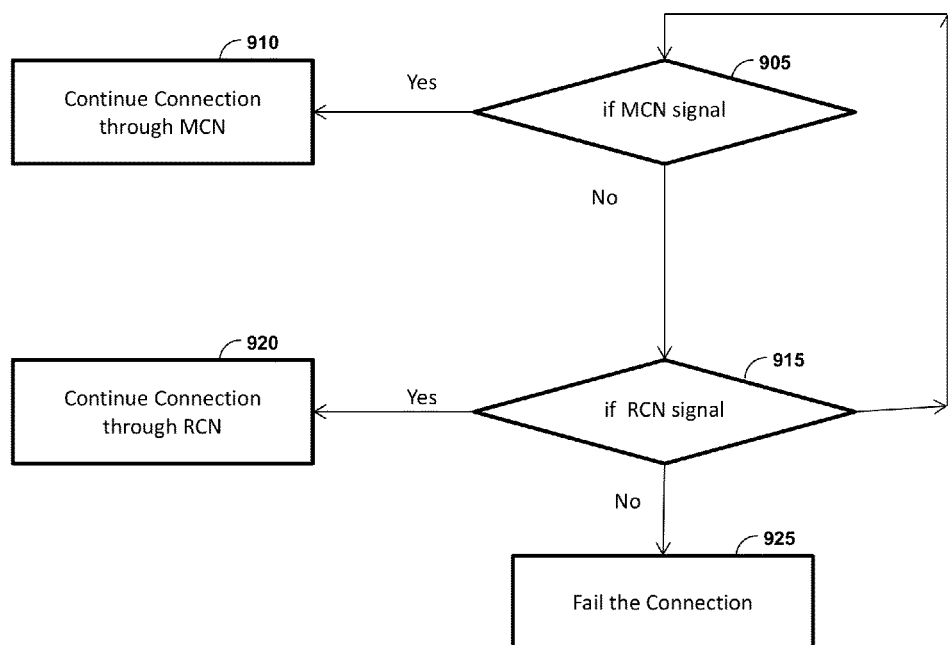 910
Continue Connection
through MCN
Yes
905
if MCN signal
No
920
Continue Connection
through RCN
Yes
915
if RCN signal
No
925
Fail the Connection